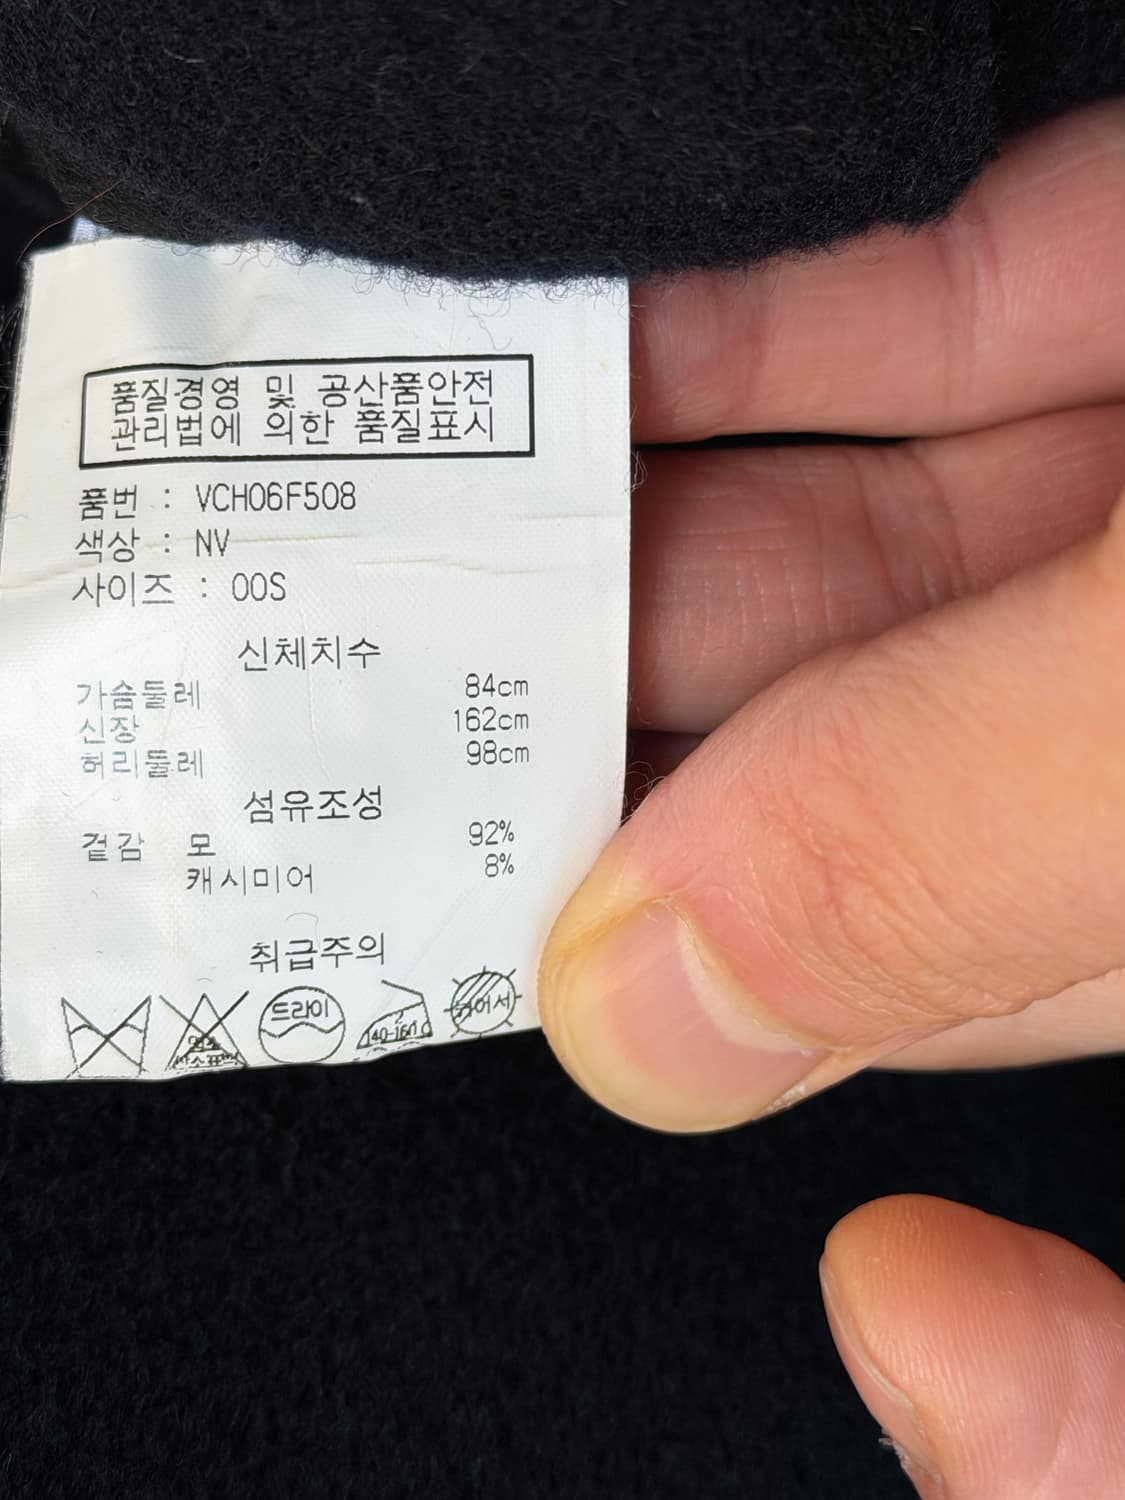 품질경영 및 공산품안전
관리법에 의한 품질표시
품번 : VCH06F508
색상 : NV
사이즈 : 00S
신체치수
가슴둘레 84cm
신장 162cm
허리둘레 98cm
섬유조성
겉감 모 92%
캐시미어 8%
취급주의
드라이
140-160
뉘어서